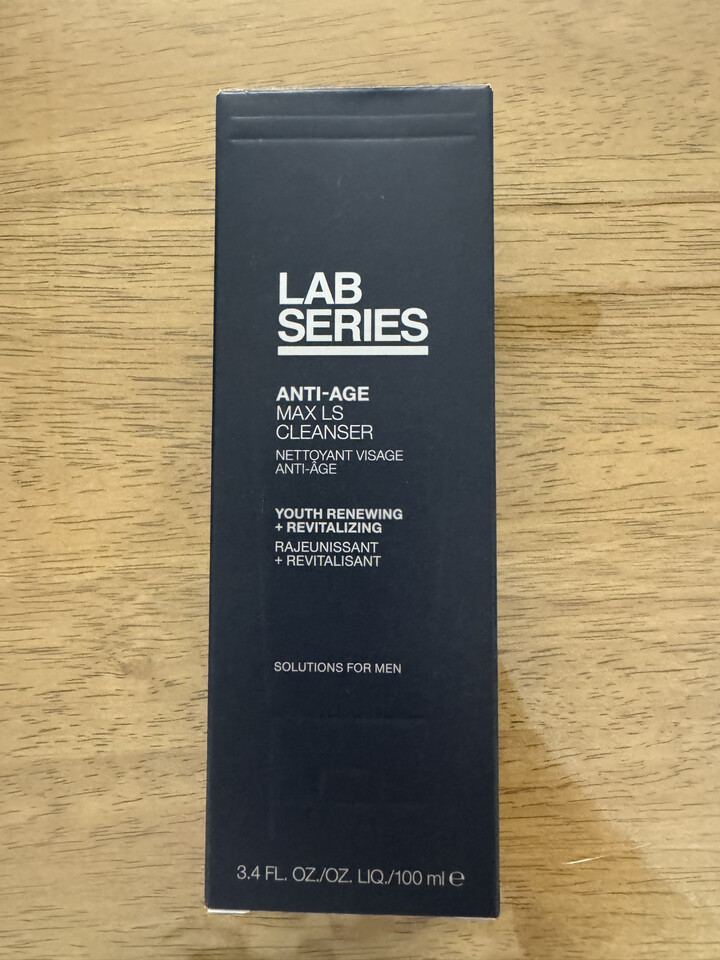 LAB
SERIES
ANTI-AGE
MAX LS
CLEANSER
NETTOYANT VISAGE
ANTI-ÂGE
YOUTH RENEWING
+ REVITALIZING
RAJEUNISSANT
+ REVITALISANT
SOLUTIONS FOR MEN
3.4 FL. OZ./OZ. LIQ./100 ml ℮